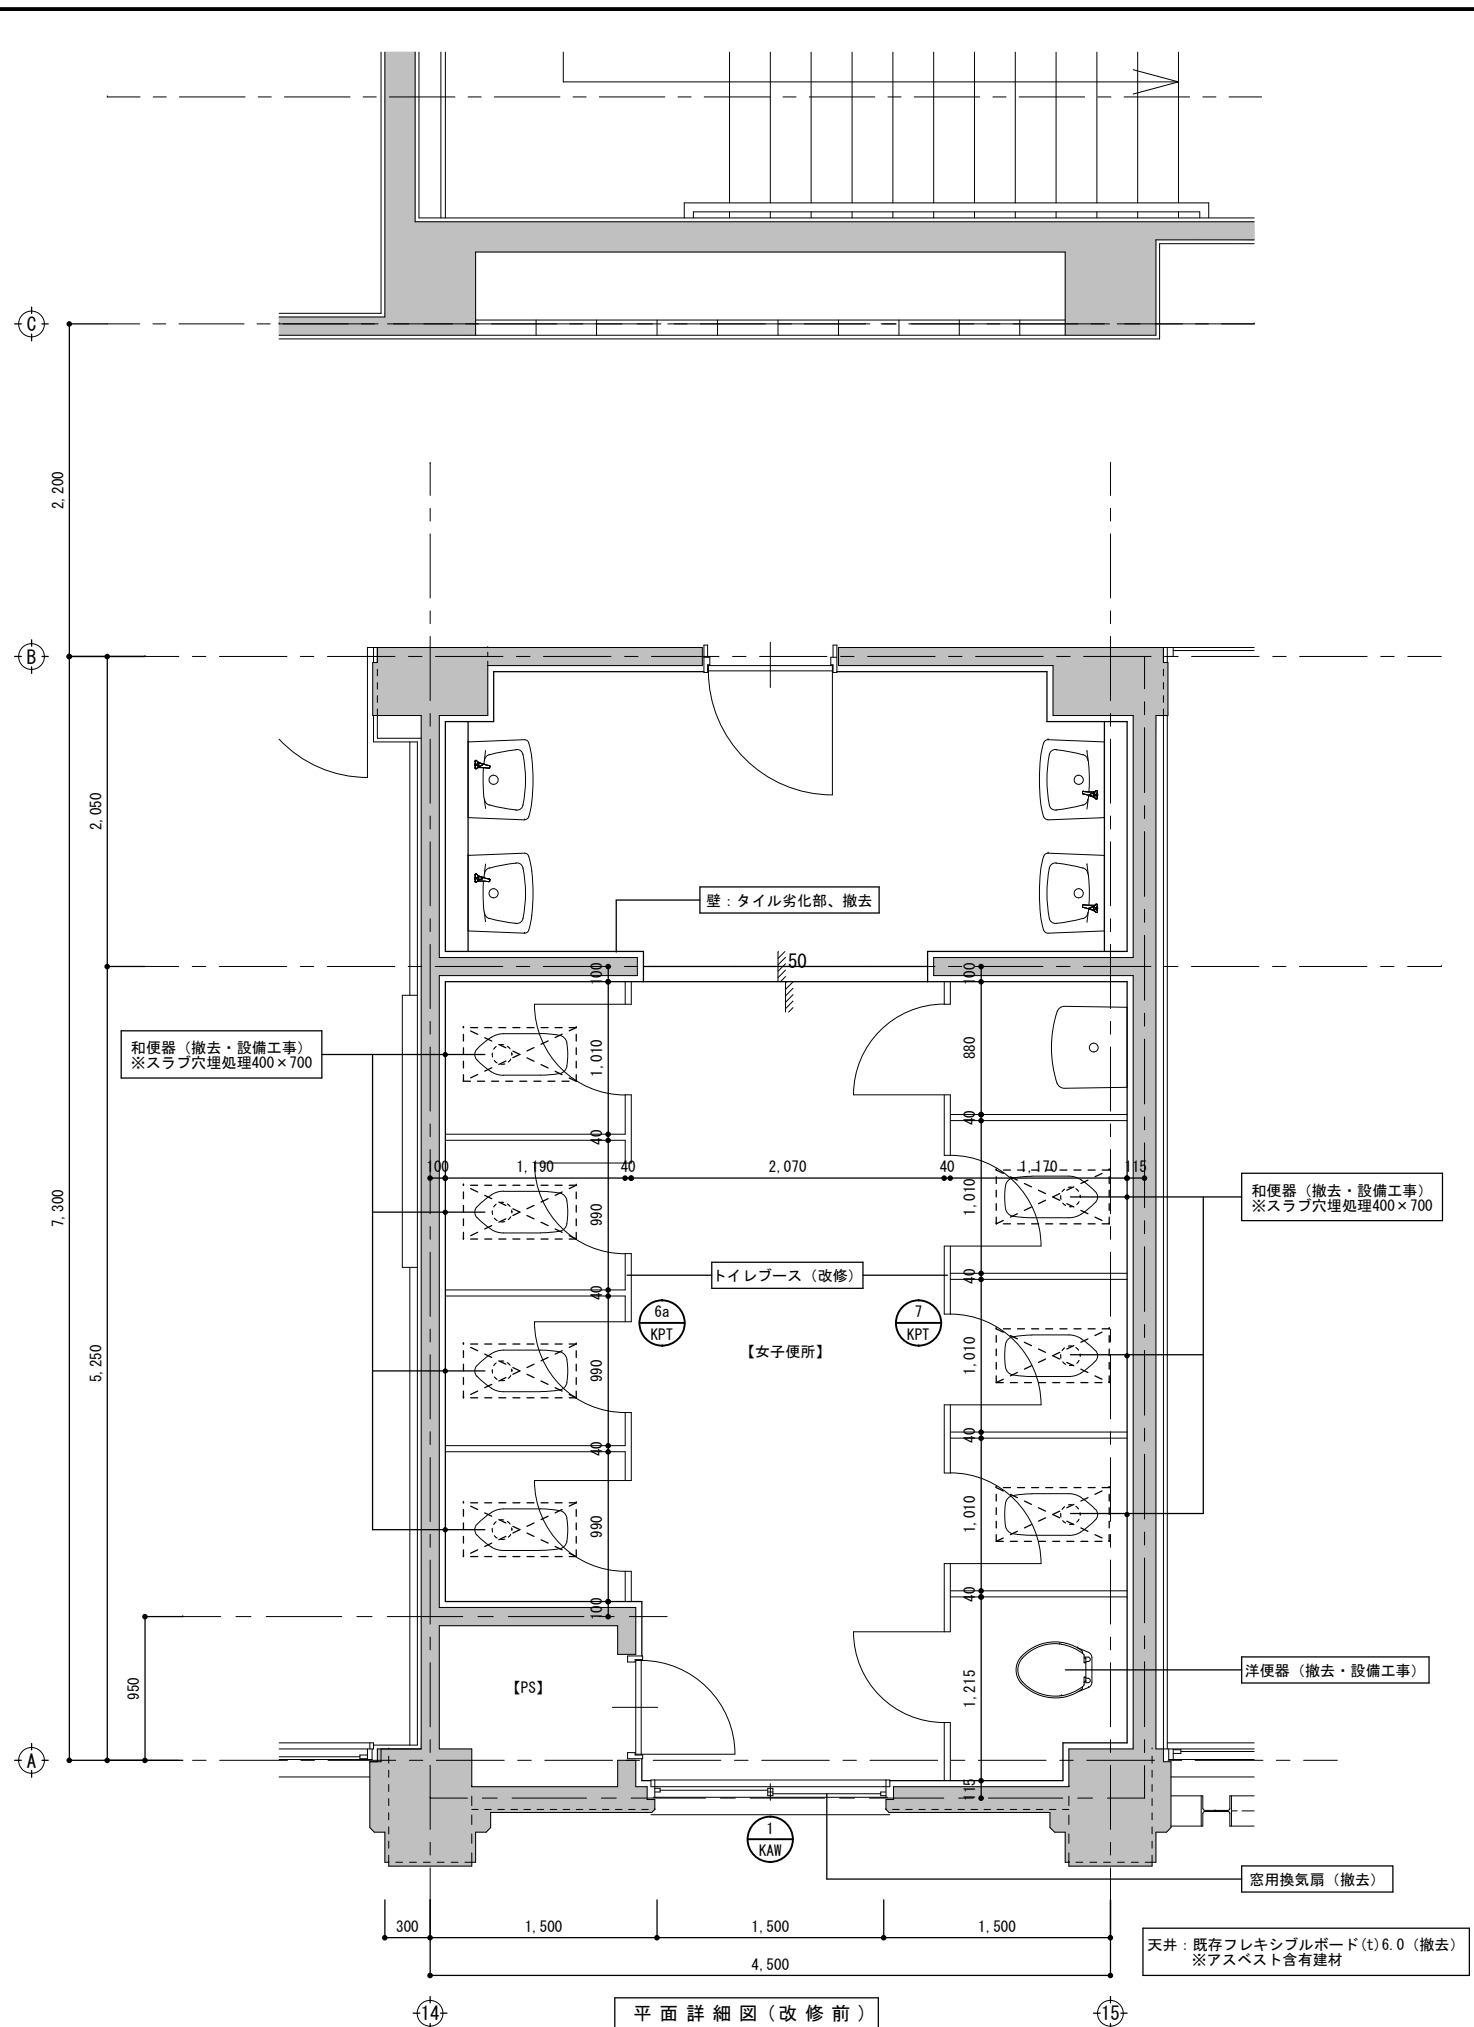 C
2,200
B
2,050
壁：タイル劣化部、撤去
50
100
100
和便器（撤去・設備工事）
※スラブ穴埋処理400×700
1,010
880
40
40
100
1,190
40
2,070
40
1,170
115
7,300
990
1,010
和便器（撤去・設備工事）
※スラブ穴埋処理400×700
トイレブース（改修）
40
40
6a
KPT
7
KPT
【女子便所】
5,250
990
1,010
40
40
990
1,010
40
100
950
【PS】
1,215
洋便器（撤去・設備工事）
A
115
1
KAW
窓用換気扇（撤去）
300
1,500
1,500
1,500
天井：既存フレキシブルボード(t)6.0（撤去）
※アスベスト含有建材
4,500
14
平面詳細図(改修前)
15